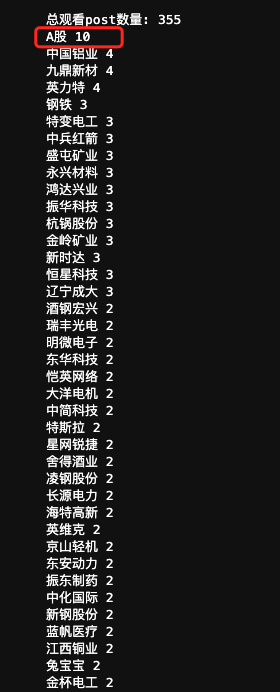 总观看post数量: 355
A股 10
中国铝业 4
九鼎新材 4
英力特 4
钢铁 3
特变电工 3
中兵红箭 3
盛屯矿业 3
永兴材料 3
鸿达兴业 3
振华科技 3
杭锅股份 3
金岭矿业 3
新时达 3
恒星科技 3
辽宁成大 3
酒钢宏兴 2
瑞丰光电 2
明微电子 2
东华科技 2
恺英网络 2
大洋电机 2
中简科技 2
特斯拉 2
星网锐捷 2
舍得酒业 2
凌钢股份 2
长源电力 2
海特高新 2
英维克 2
京山轻机 2
东安动力 2
振东制药 2
中化国际 2
新钢股份 2
蓝帆医疗 2
江西铜业 2
兔宝宝 2
金杯电工 2